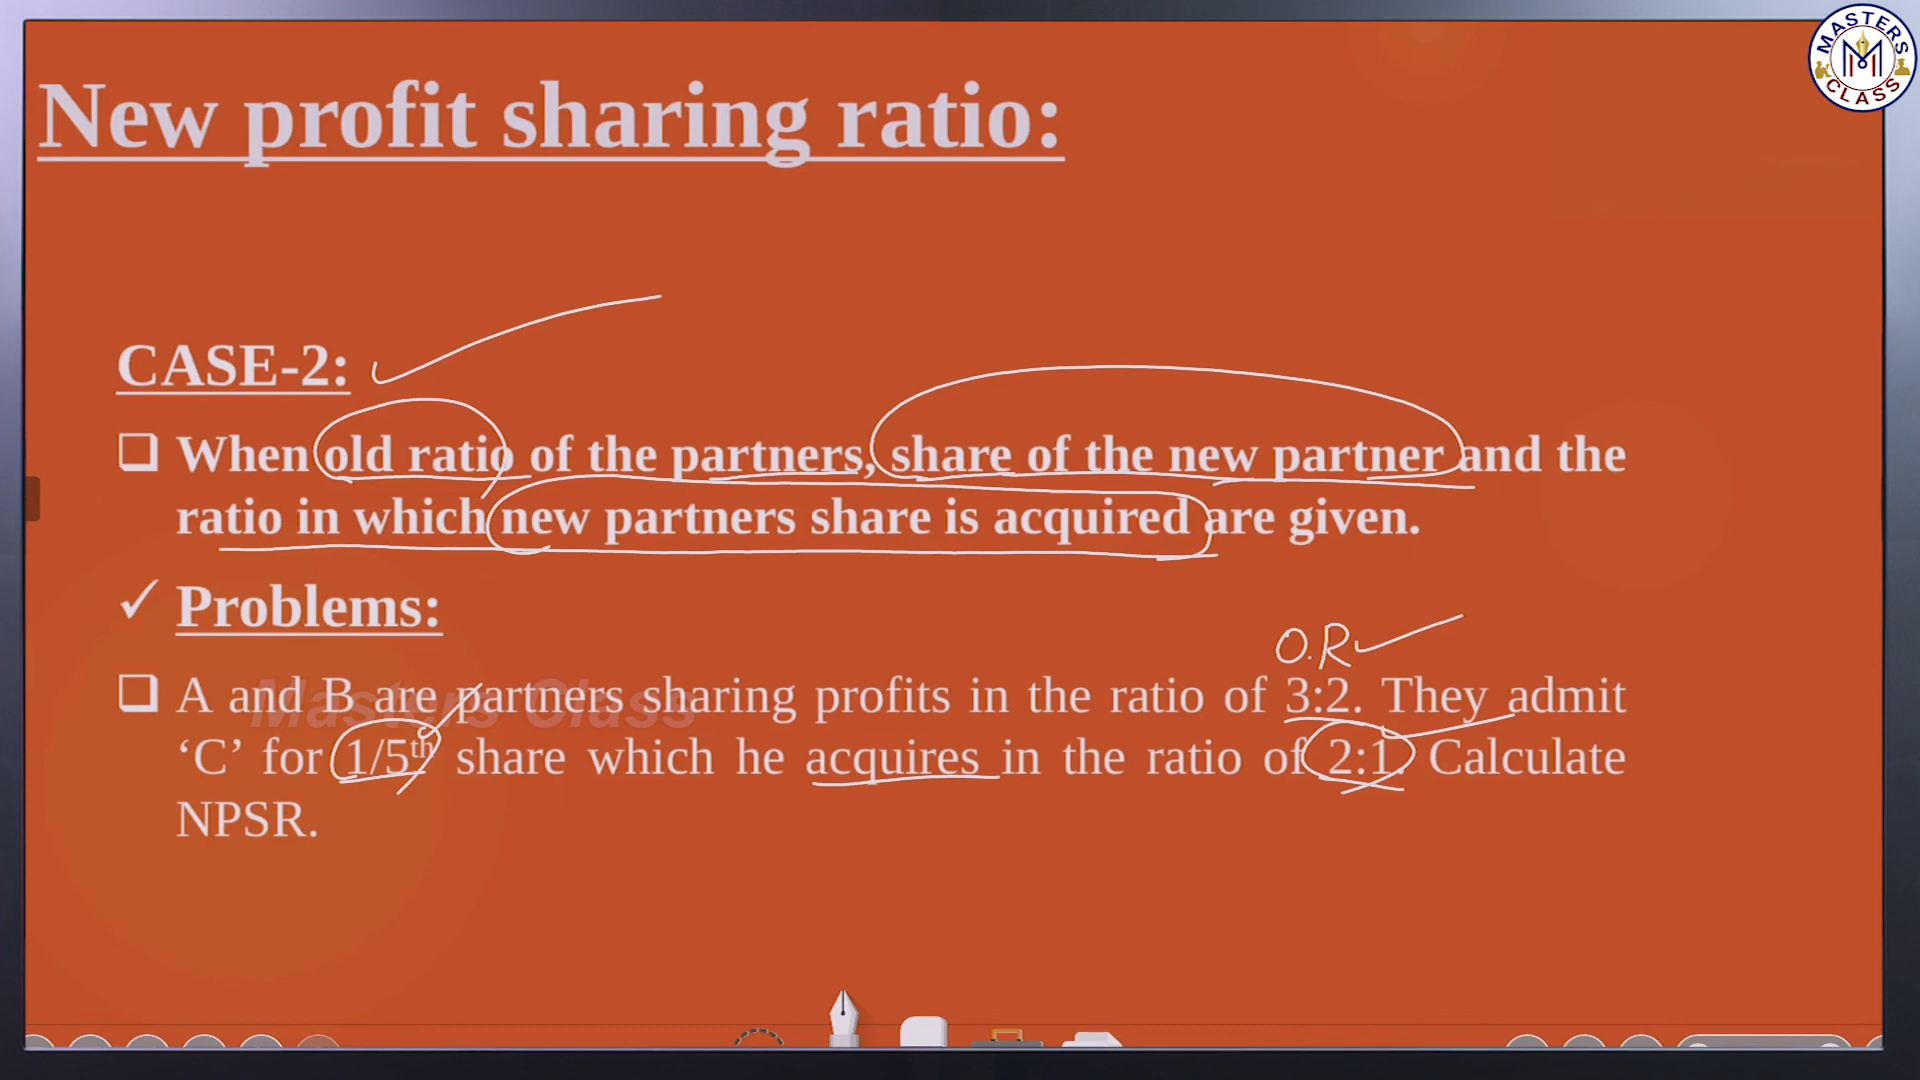 MASTERS
CLASS
New profit sharing ratio:
CASE-2:
❑ When old ratio of the partners, share of the new partner and the
ratio in which new partners share is acquired are given.
✓ Problems:
O.R
❑ A and B are partners sharing profits in the ratio of 3:2. They admit
Masters Class
‘C’ for 1/5th share which he acquires in the ratio of 2:1. Calculate
NPSR.